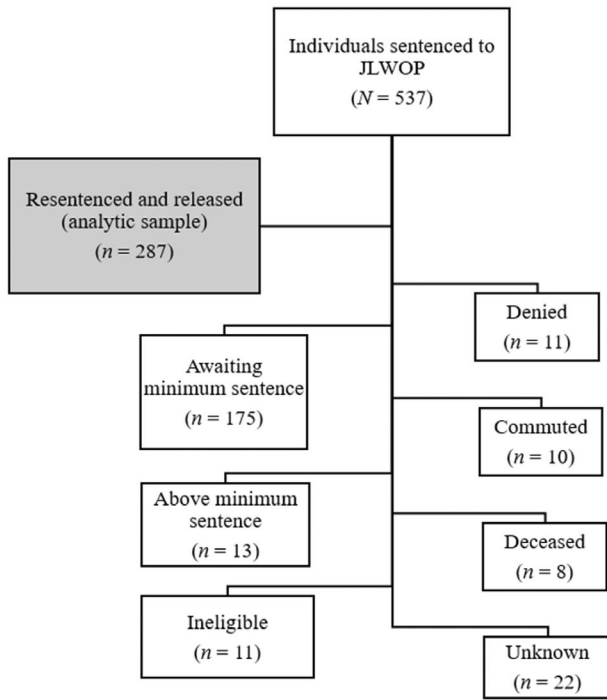 Individuals sentenced to
JLWOP
(N = 537)
Resentenced and released
(analytic sample)
(n = 287)
Denied
(n = 11)
Awaiting
minimum sentence
(n = 175)
Commuted
(n = 10)
Above minimum
sentence
(n = 13)
Deceased
(n = 8)
Ineligible
(n = 11)
Unknown
(n = 22)